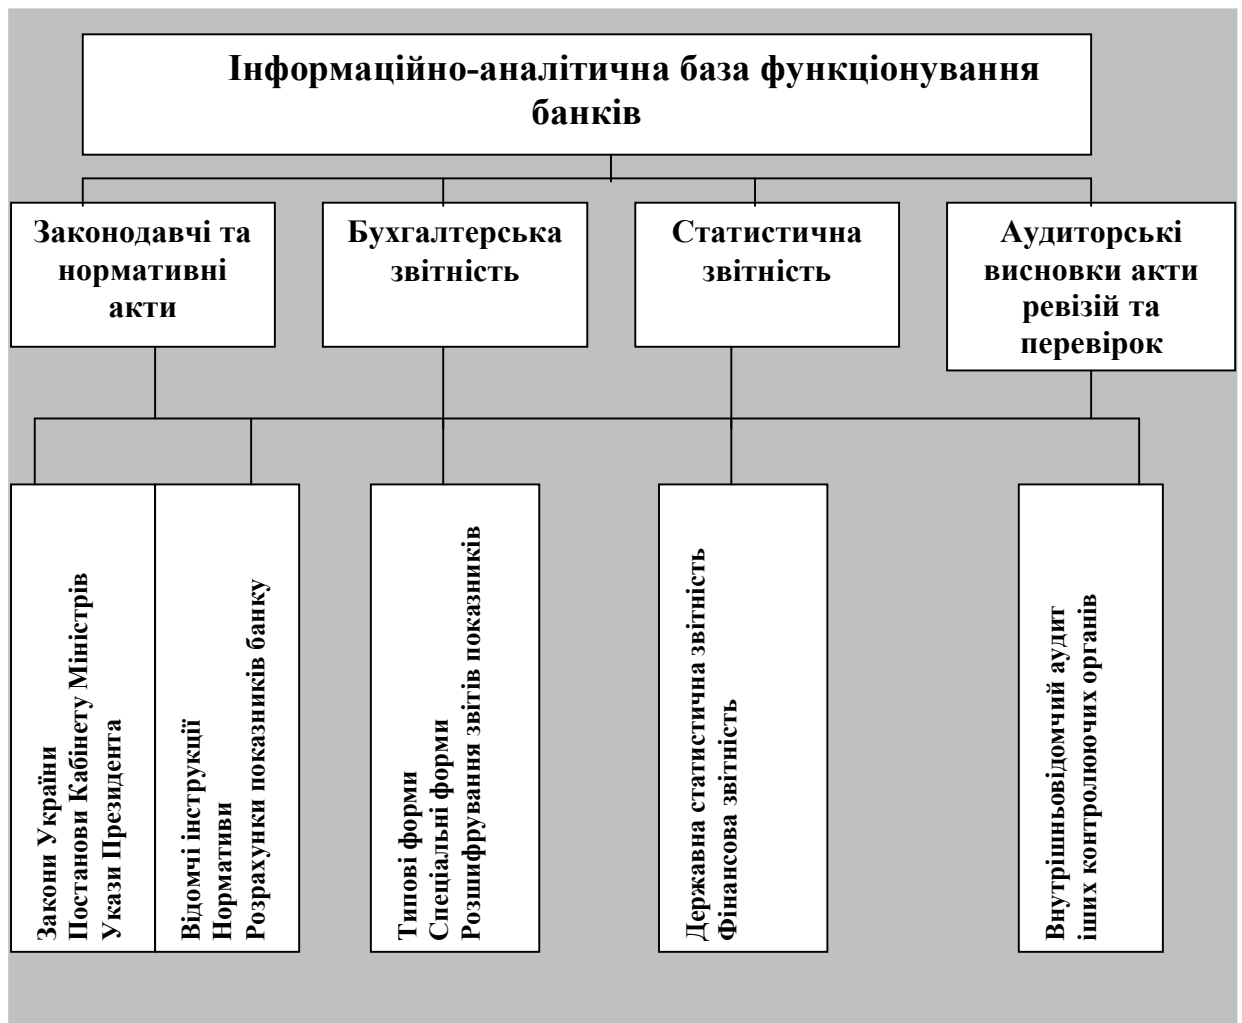 Інформаційно-аналітична база функціонування
банків
Законодавчі та
нормативні
акти
Бухгалтерська
звітність
Статистична
звітність
Аудиторські
висновки акти
ревізій та
перевірок
Закони України
Постанови Кабінету Міністрів
Укази Президента
Відомчі інструкції
Нормативи
Розрахунки показників банку
Типові форми
Спеціальні форми
Розшифрування звітів показників
Державна статистична звітність
Фінансова звітність
Внутрішньовідомчий аудит
іших контролюючих органів